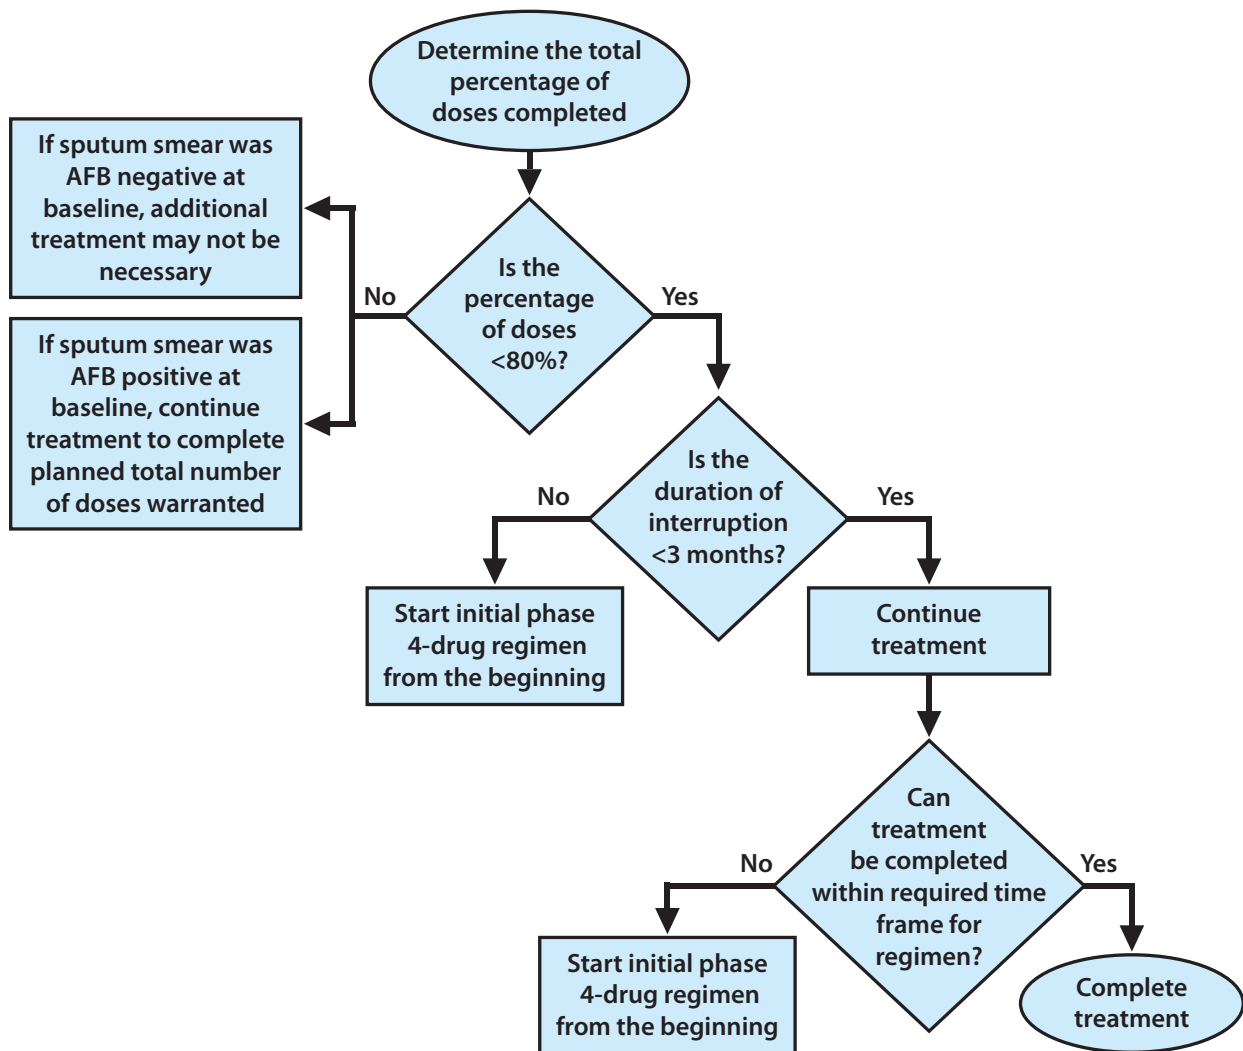 Determine the total
percentage of
doses completed
If sputum smear was
AFB negative at
baseline, additional
treatment may not be
necessary
If sputum smear was
AFB positive at
baseline, continue
treatment to complete
planned total number
of doses warranted
No
Is the
percentage
of doses
<80%?
Yes
No
Is the
duration of
interruption
<3 months?
Yes
Start initial phase
4-drug regimen
from the beginning
Continue
treatment
No
Can
treatment
be completed
within required time
frame for
regimen?
Yes
Start initial phase
4-drug regimen
from the beginning
Complete
treatment